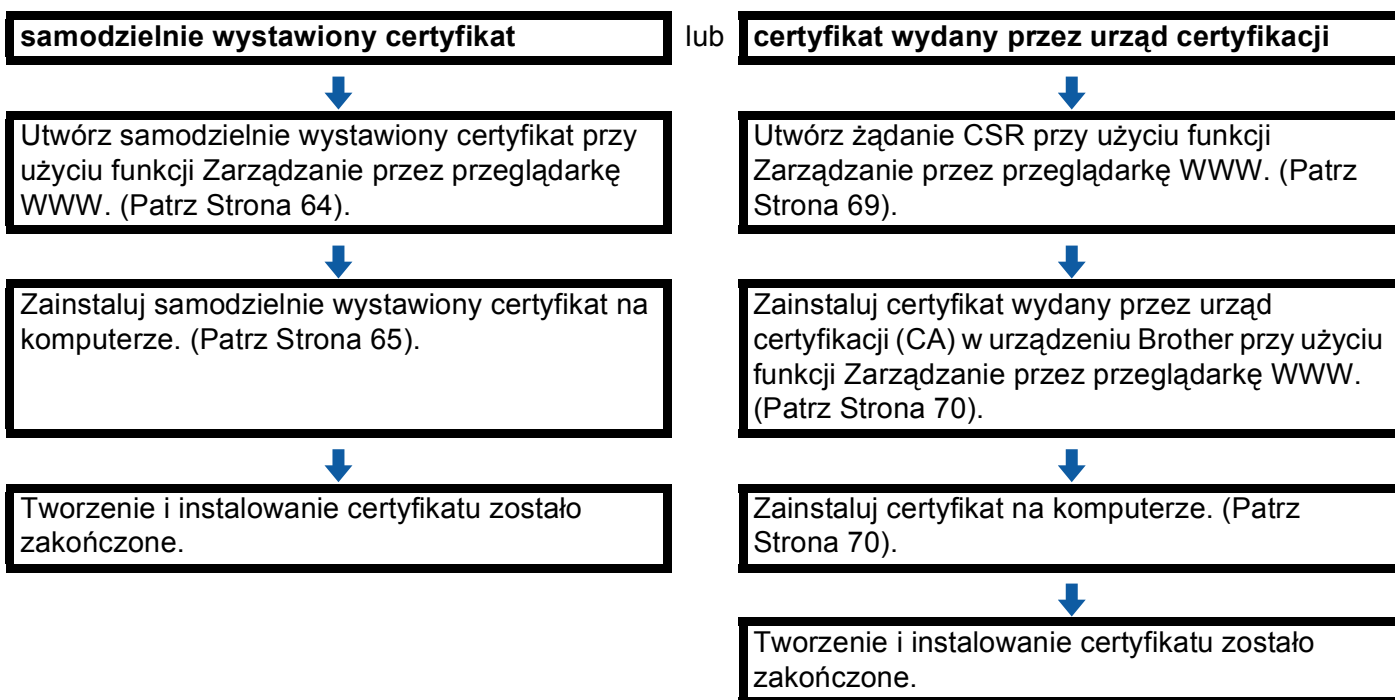 samodzielnie wystawiony certyfikat
lub
certyfikat wydany przez urząd certyfikacji
Utwórz samodzielnie wystawiony certyfikat przy
użyciu funkcji Zarządzanie przez przeglądarkę
WWW. (Patrz Strona 64).
Utwórz żądanie CSR przy użyciu funkcji
Zarządzanie przez przeglądarkę WWW. (Patrz
Strona 69).
Zainstaluj samodzielnie wystawiony certyfikat na
komputerze. (Patrz Strona 65).
Zainstaluj certyfikat wydany przez urząd
certyfikacji (CA) w urządzeniu Brother przy użyciu
funkcji Zarządzanie przez przeglądarkę WWW.
(Patrz Strona 70).
Tworzenie i instalowanie certyfikatu zostało
zakończone.
Zainstaluj certyfikat na komputerze. (Patrz
Strona 70).
Tworzenie i instalowanie certyfikatu zostało
zakończone.